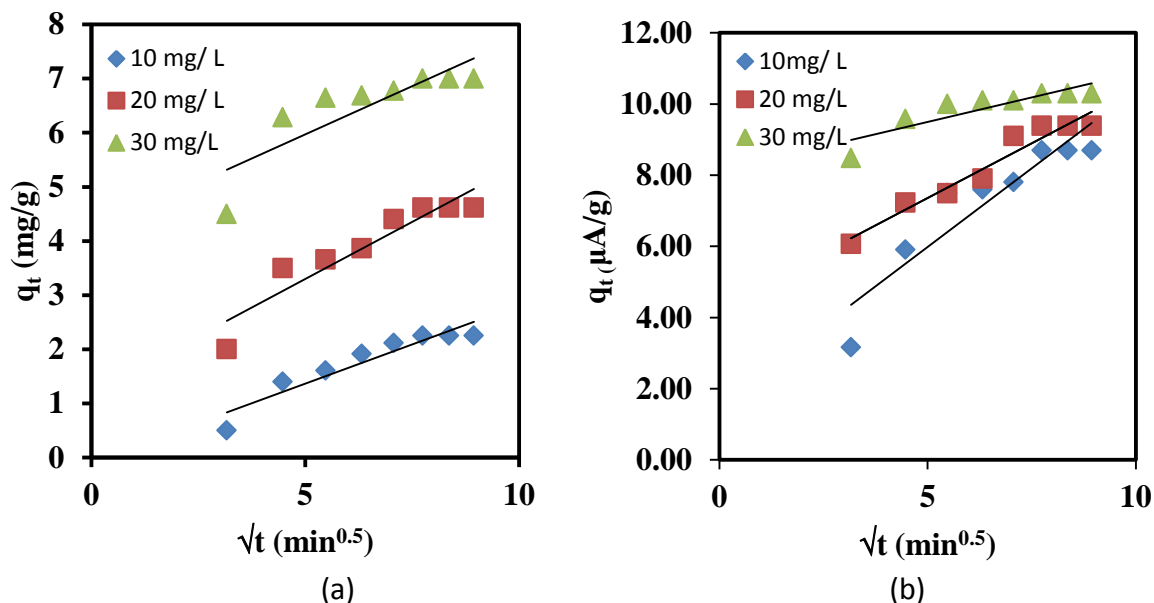 8
7
6
5
4
3
2
1
0
qt (mg/g)
10 mg/ L
20 mg/ L
30 mg/L
0
5
10
√t (min0.5)
(a)
12.00
10.00
8.00
6.00
4.00
2.00
0.00
qt (µA/g)
10mg/ L
20 mg/L
30 mg/L
0
5
10
√t (min0.5)
(b)